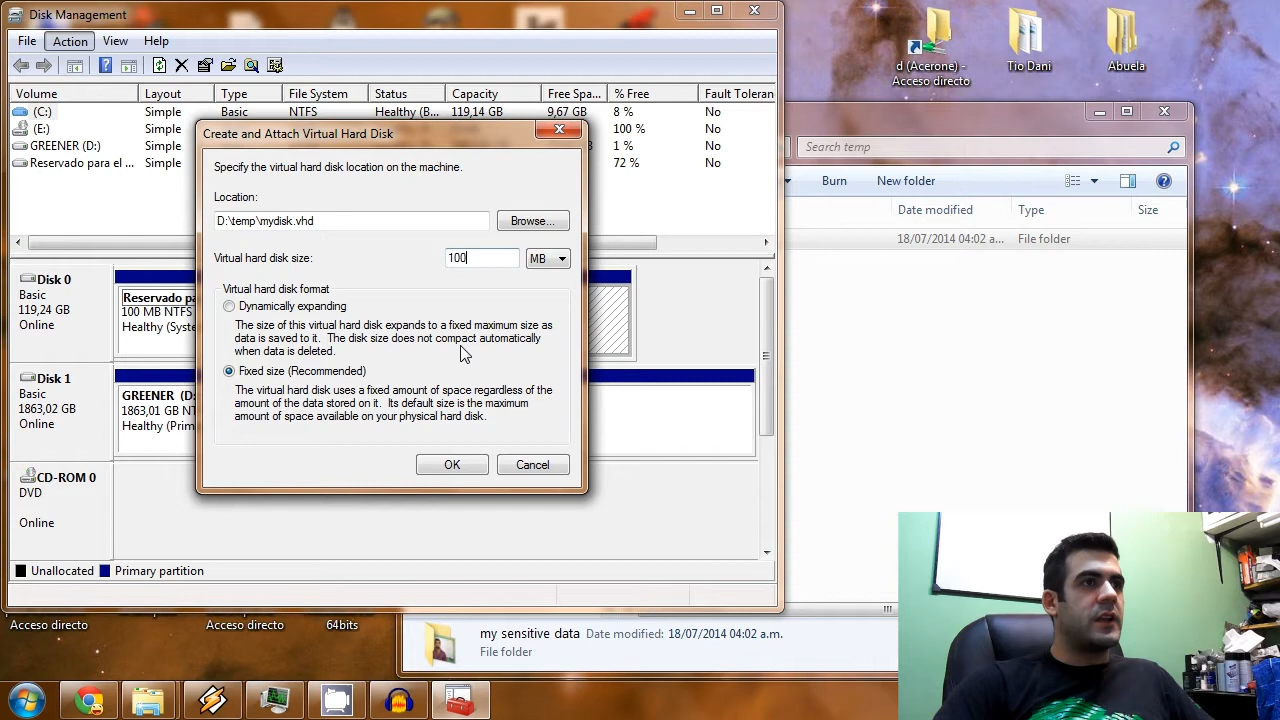 Disk Management
File Action View Help
Volume Layout Type File System Status Capacity Free Spa... % Free Fault Toleran
(C:) Simple Basic NTFS Healthy (B... 119,14 GB 9,67 GB 8 % No
(E:) Simple 100 % No
GREENER (D:) Simple 1 % No
Reservado para el ... Simple 72 % No
Create and Attach Virtual Hard Disk
Specify the virtual hard disk location on the machine.
Location:
D:\temp\mydisk.vhd Browse...
Virtual hard disk size: 100 MB
Virtual hard disk format
Dynamically expanding
The size of this virtual hard disk expands to a fixed maximum size as
data is saved to it. The disk size does not compact automatically
when data is deleted.
Fixed size (Recommended)
The virtual hard disk uses a fixed amount of space regardless of the
amount of the data stored on it. Its default size is the maximum
amount of space available on your physical hard disk.
OK Cancel
Disk 0
Basic
119,24 GB
Online
Reservado pa
100 MB NTFS
Healthy (Syste
Disk 1
Basic
1863,02 GB
Online
GREENER (D:
1863,01 GB NT
Healthy (Prim
CD-ROM 0
DVD
Online
Unallocated Primary partition
d (Acerone) -
Acceso directo
Tio Dani
Abuela
Search temp
Burn New folder
Date modified Type Size
18/07/2014 04:02 a... File folder
my sensitive data Date modified: 18/07/2014 04:02 a.m.
File folder
Acceso directo
Acceso directo
64bits